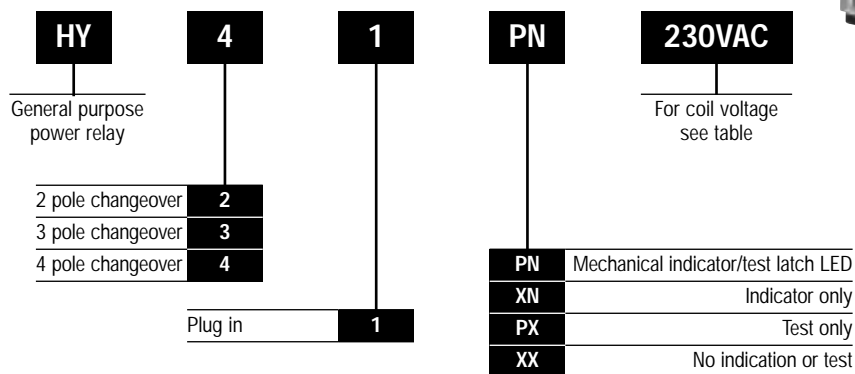 HY 4 1 PN 230VAC
General purpose
power relay
For coil voltage
see table
2 pole changeover 2
3 pole changeover 3
4 pole changeover 4
Plug in 1
PN Mechanical indicator/test latch LED
XN Indicator only
PX Test only
XX No indication or test